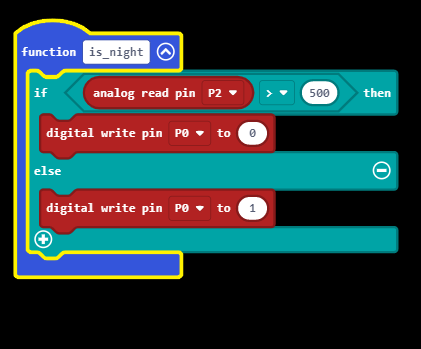 function is_night
if analog read pin P2 > 500 then
digital write pin P0 to 0
else
digital write pin P0 to 1